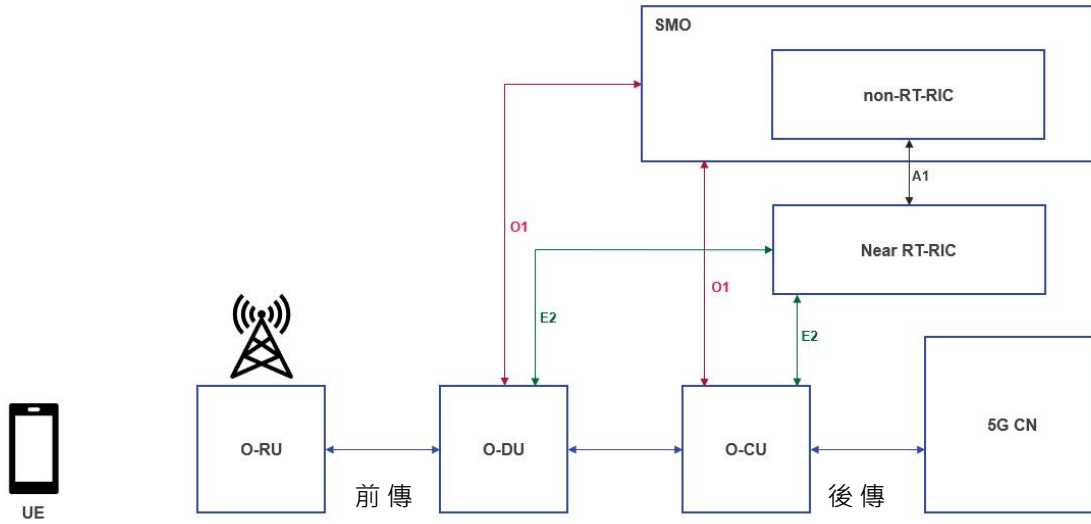 SMO
non-RT-RIC
A1
O1
Near RT-RIC
O1
E2
E2
O-RU
O-DU
O-CU
5G CN
前傳
後傳
UE